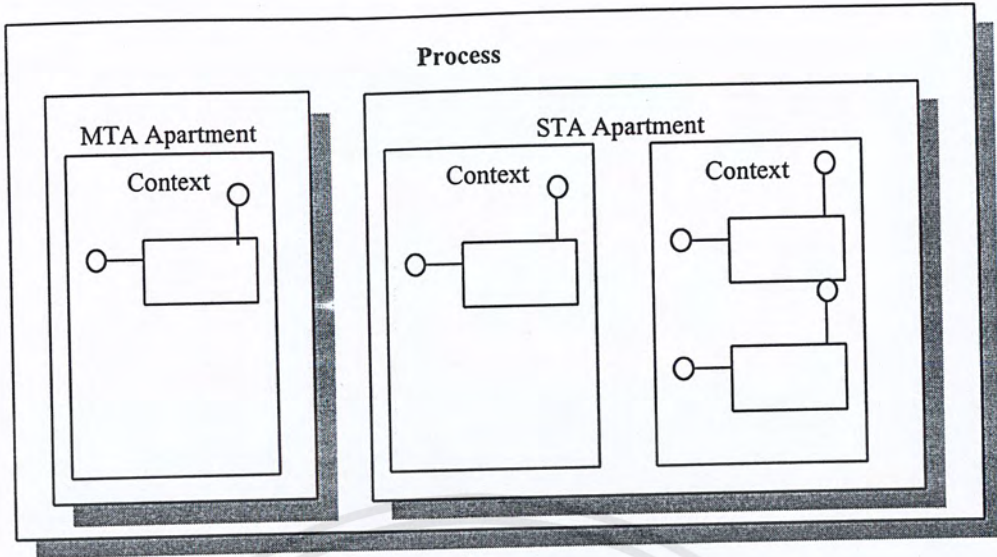 Process
MTA Apartment
STA Apartment
Context
Context
Context